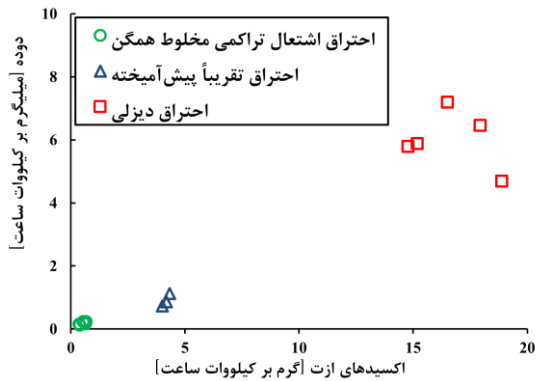 احتراق اشتعال تراکمی مخلوط همگن
احتراق تقریباً پیش‌آمیخته
احتراق دیزلی
دوده [میلیگرم بر کیلووات ساعت]
10
8
6
4
2
0
0
5
10
15
20
اکسیدهای ازت [گرم بر کیلووات ساعت]